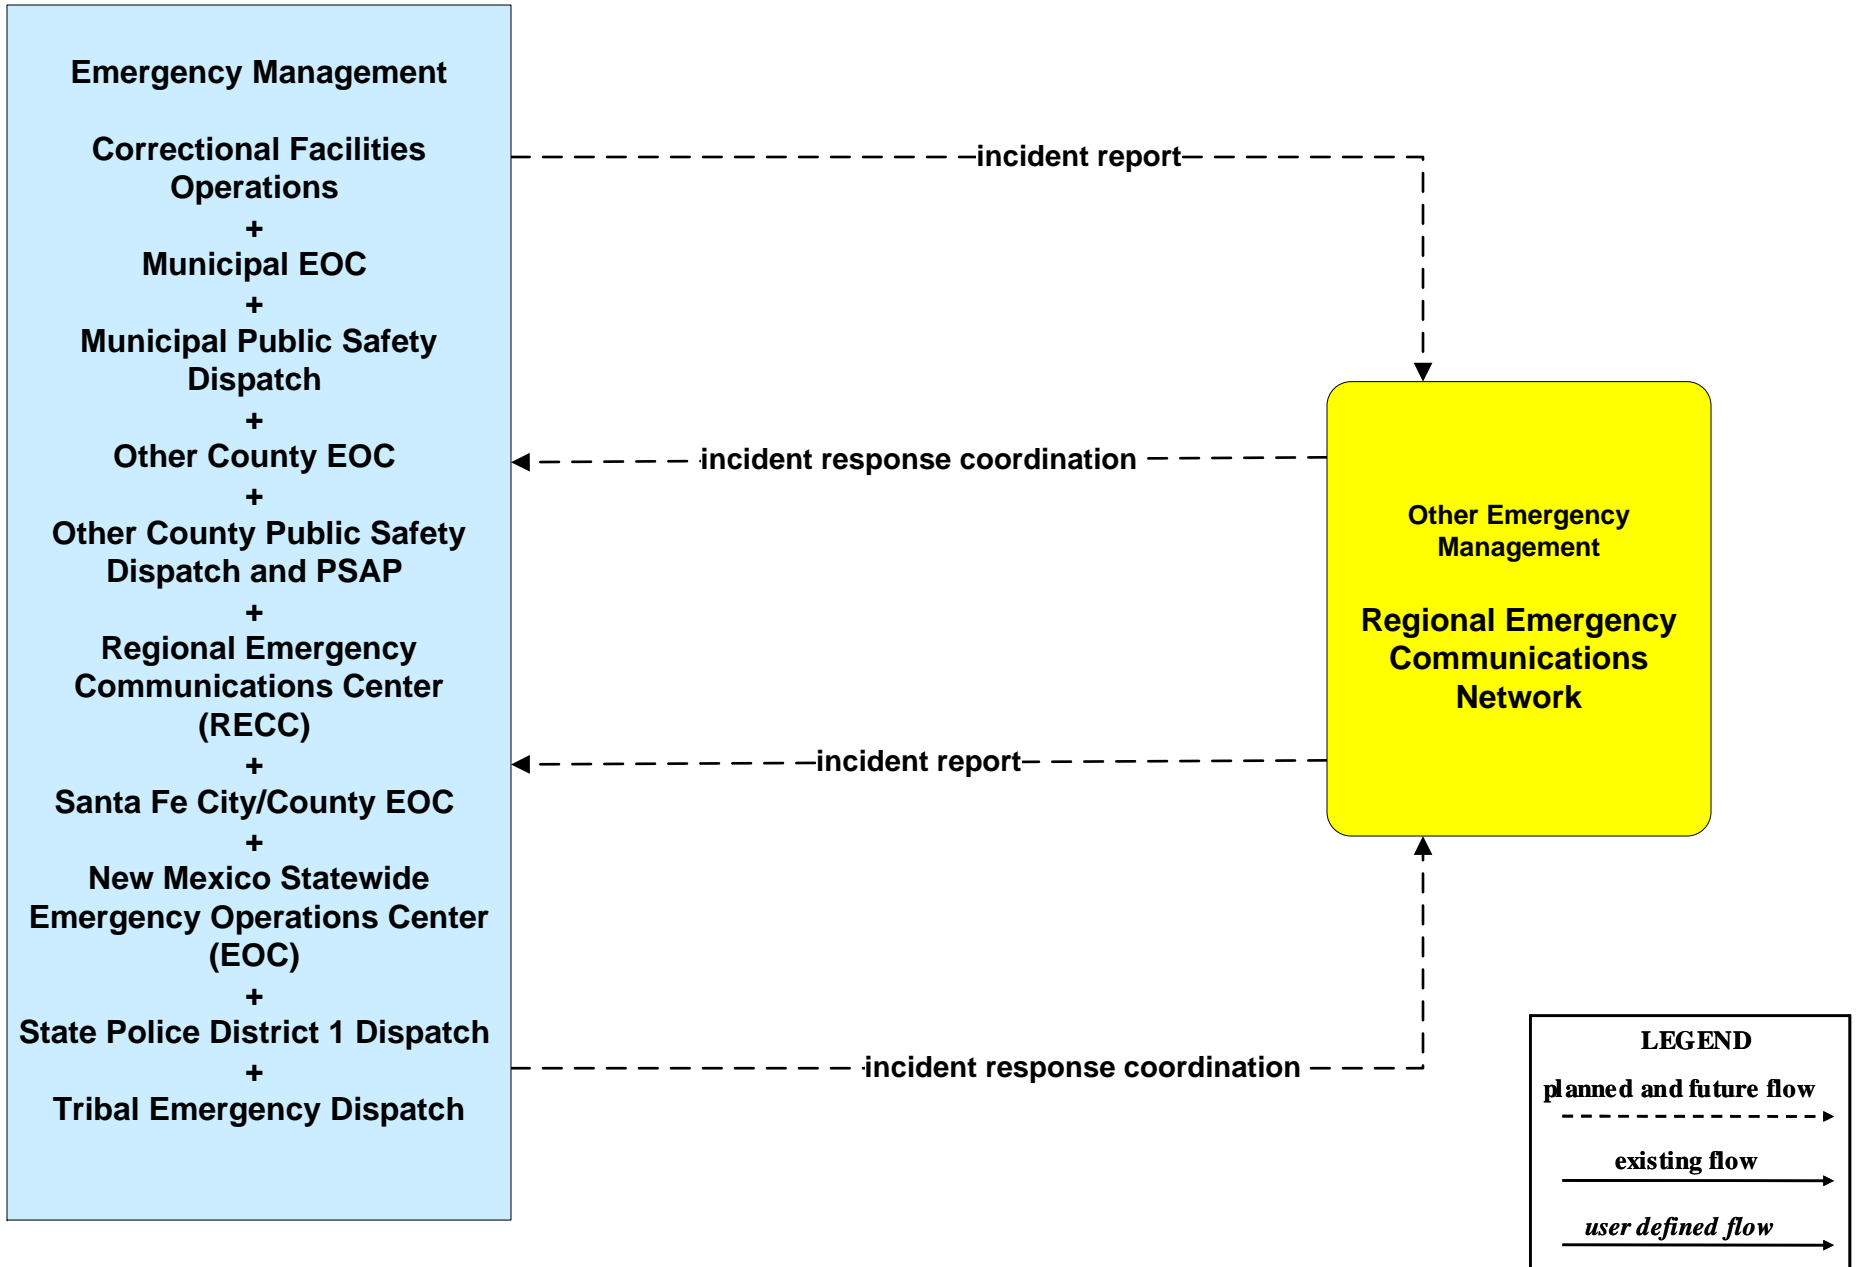 Emergency Management
Correctional Facilities
Operations
+
Municipal EOC
+
Municipal Public Safety
Dispatch
+
Other County EOC
+
Other County Public Safety
Dispatch and PSAP
+
Regional Emergency
Communications Center
(RECC)
+
Santa Fe City/County EOC
+
New Mexico Statewide
Emergency Operations Center
(EOC)
+
State Police District 1 Dispatch
+
Tribal Emergency Dispatch
incident report
incident response coordination
incident report
incident response coordination
Other Emergency
Management
Regional Emergency
Communications
Network
LEGEND
planned and future flow
existing flow
user defined flow